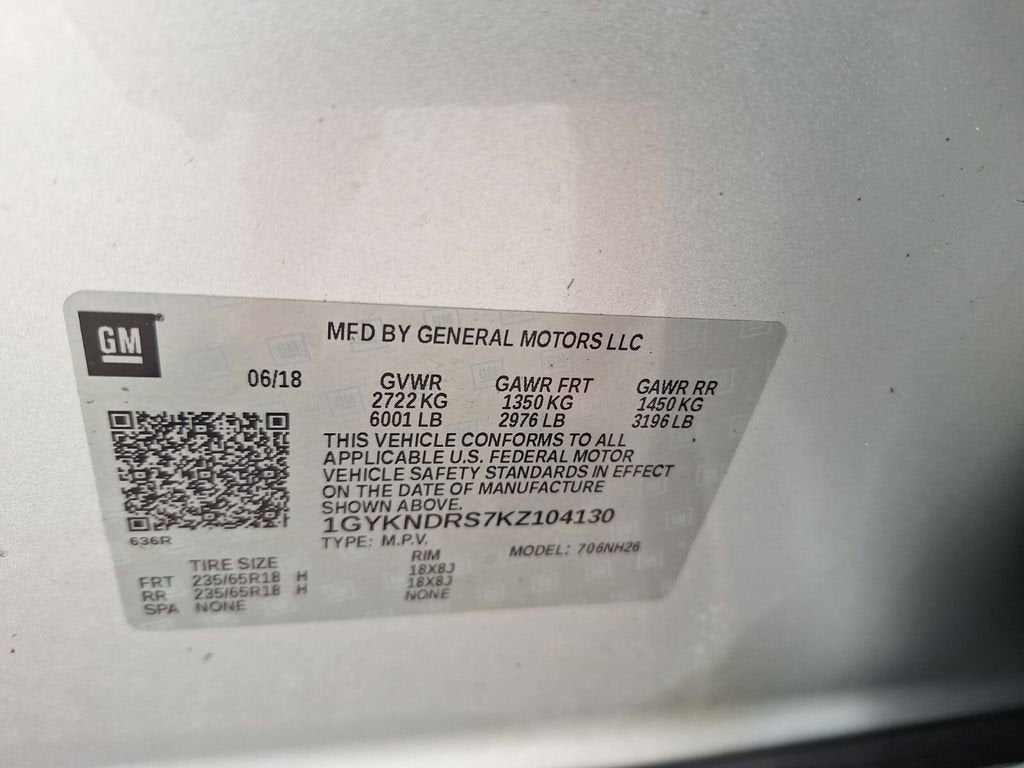 GM
MFD BY GENERAL MOTORS LLC
06/18 GVWR GAWR FRT GAWR RR
2722 KG 1350 KG 1450 KG
6001 LB 2976 LB 3196 LB
THIS VEHICLE CONFORMS TO ALL
APPLICABLE U.S. FEDERAL MOTOR
VEHICLE SAFETY STANDARDS IN EFFECT
ON THE DATE OF MANUFACTURE
SHOWN ABOVE.
1GYKNDRS7KZ104130
636R
TYPE: M.P.V. MODEL: 706NH26
TIRE SIZE RIM
FRT 235/65R18 H 18X8J
RR 235/65R18 H 18X8J
SPA NONE NONE